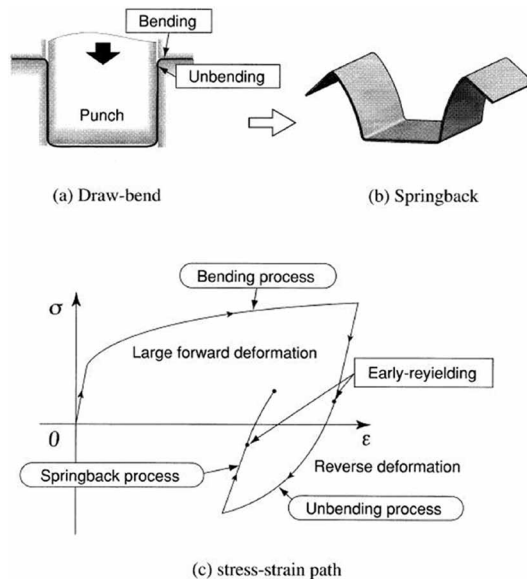 Bending
Unbending
Punch
(a) Draw-bend
(b) Springback
Bending process
σ
Large forward deformation
Early-reyielding
0
ε
Springback process
Reverse deformation
Unbending process
(c) stress-strain path